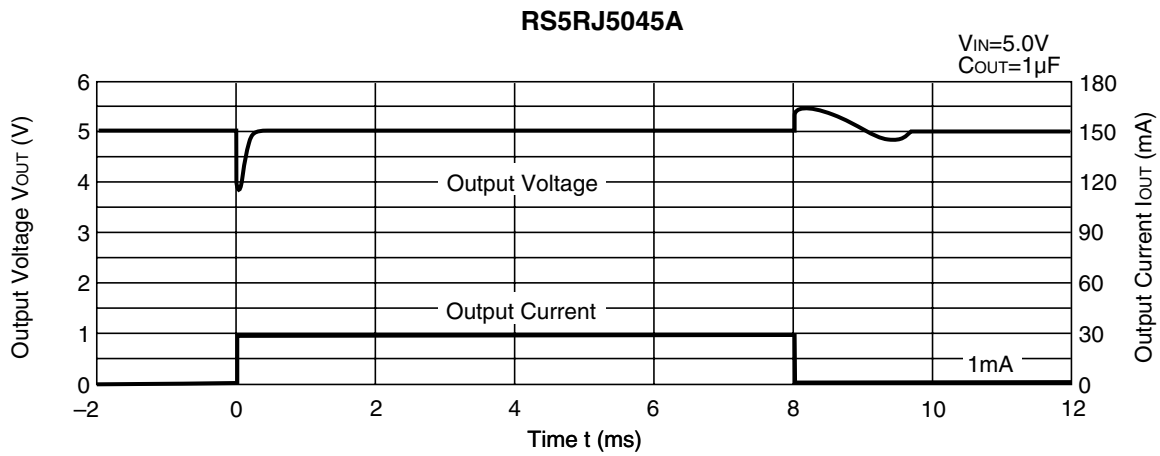 RS5RJ5045A
VIN=5.0V
COUT=1µF
Output Voltage VOUT (V)
6
5
4
3
2
1
0
180
150
120
90
60
30
0
Output Current IOUT (mA)
Output Voltage
Output Current
1mA
–2 0 2 4 6 8 10 12
Time t (ms)